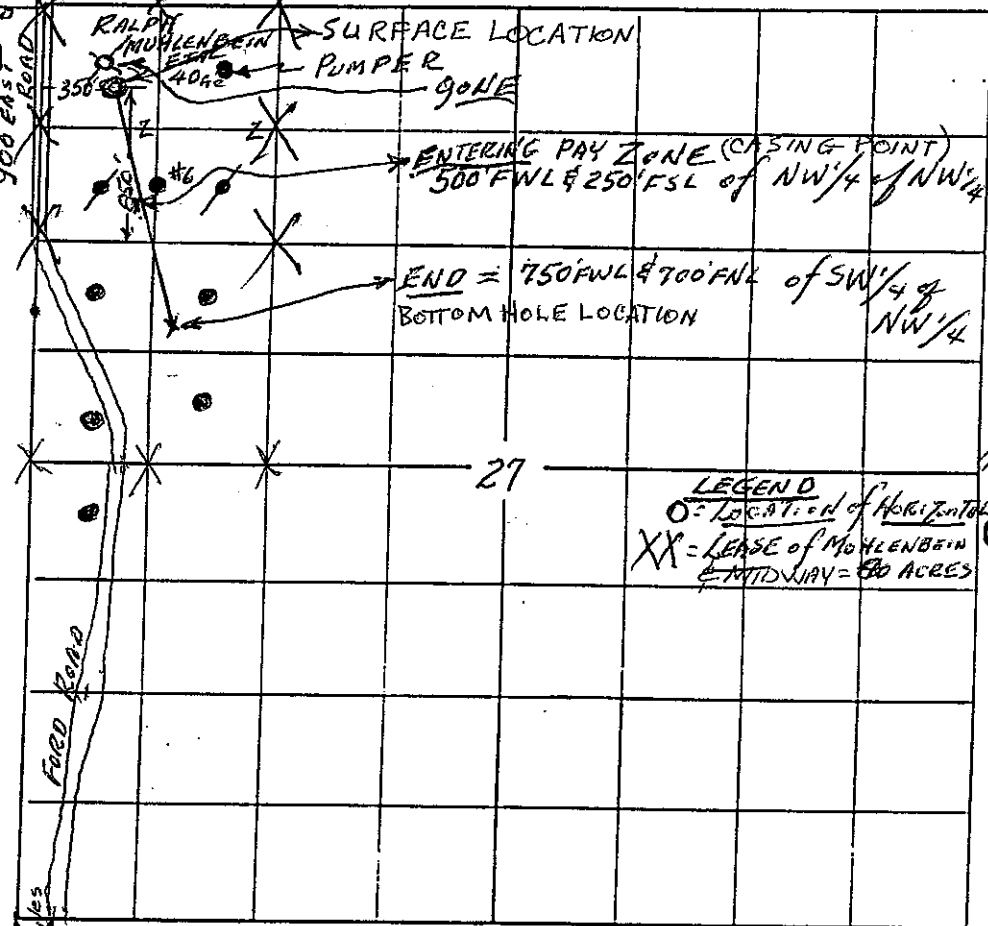 900 EAST
ROAD
RALPH
MUHLENBEIN
ETAL
40 Ac
SURFACE LOCATION
PUMPER
gONE
350'
ENTERING PAY ZONE (CASING POINT)
500' FWL & 250' FSL of NW 1/4 of NW 1/4
#6
END = 750' FWL & 700' FNL of SW 1/4 of
NW 1/4
BOTTOM HOLE LOCATION
27
LEGEND
O = LOCATION of HORIZONTAL
XX = LEASE of MUHLENBEIN
& MIDWAY = 80 ACRES
FORD ROAD